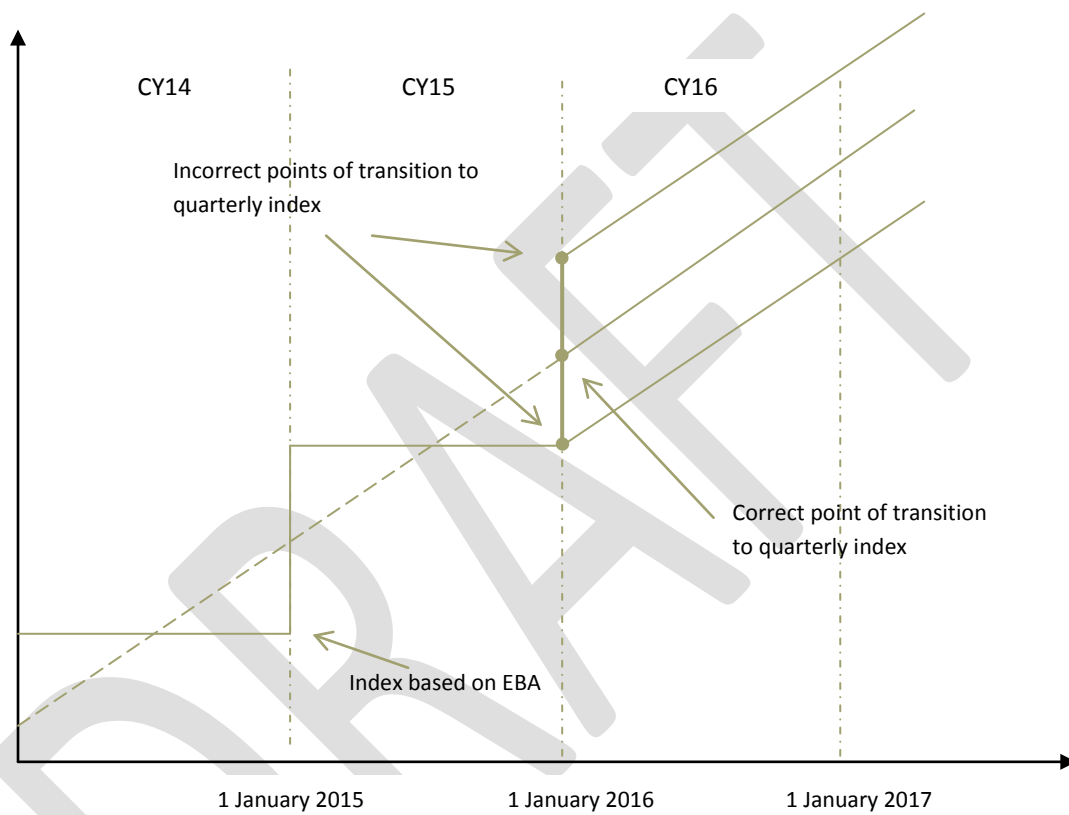 CY14
CY15
CY16
Incorrect points of transition to
quarterly index
Correct point of transition
to quarterly index
Index based on EBA
1 January 2015
1 January 2016
1 January 2017
DRAFT